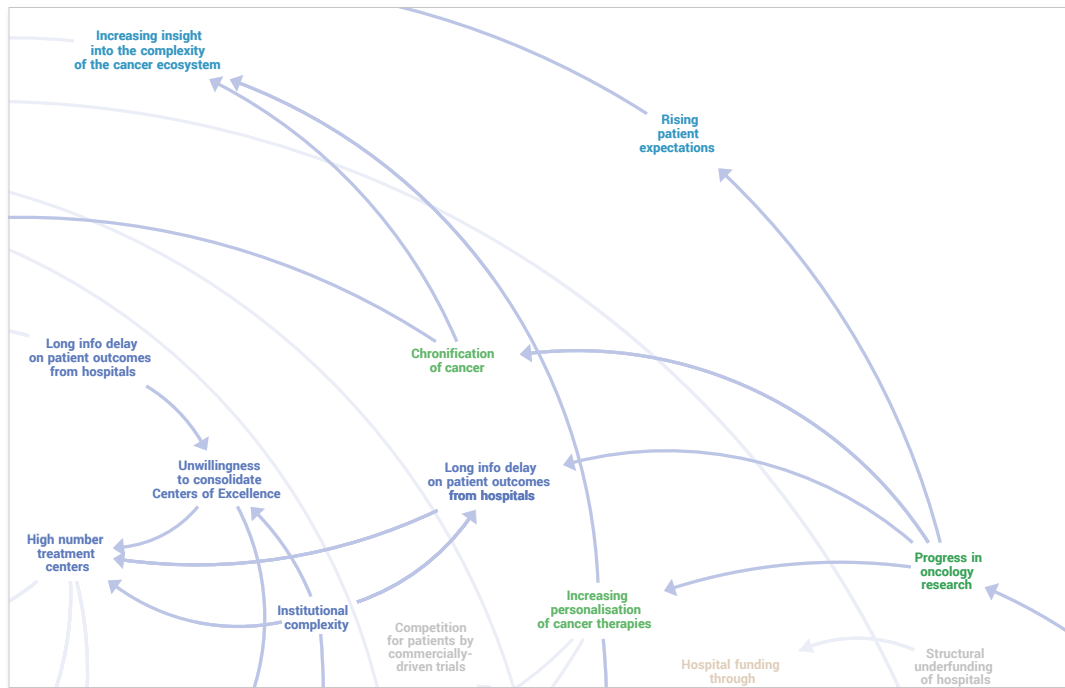 Increasing insight
into the complexity
of the cancer ecosystem
Rising
patient
expectations
Long info delay
on patient outcomes
from hospitals
Chronification
of cancer
Unwillingness
to consolidate
Centers of Excellence
Long info delay
on patient outcomes
from hospitals
High number
treatment
centers
Progress in
oncology
research
Institutional
complexity
Increasing
personalisation
of cancer therapies
Competition
for patients by
commercially-
driven trials
Hospital funding
through
Structural
underfunding
of hospitals